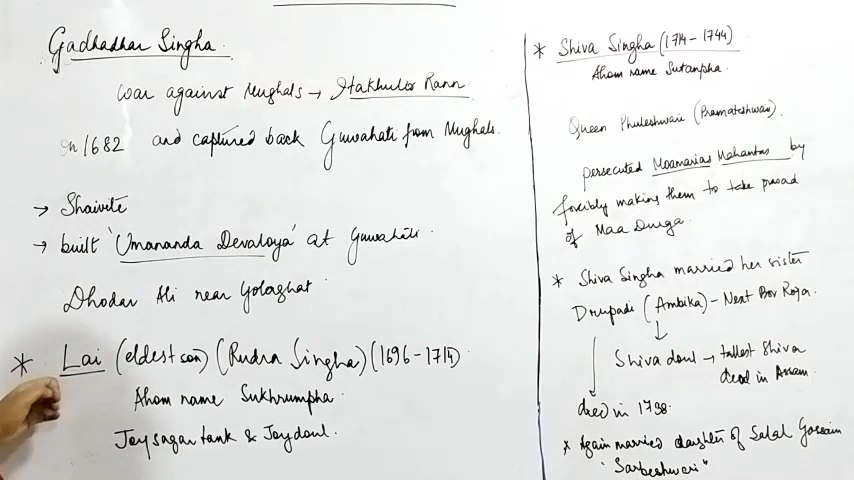 Gadhadhar Singha
War against Mughals → Itakhulir Rann
In 1682 and captured back Guwahati from Mughals.
→ Shaivite
→ built 'Umananda Devaloya' at Guwahati.
Dhodar Ali near Golaghat.
* Lai (eldest son) (Rudra Singha) (1696-1714)
Ahom name Sukhrumpha.
Joysagar tank & Joydoul.
* Shiva Singha (1714-1744)
Ahom name Sutanpha.
Queen Phuleshwari (Pramateshwari).
persecuted Moamarias Mahantas by
forcibly making them to take prasad
of Maa Durga.
* Shiva Singha married her sister
Drupadi (Ambika) - Next Bor Roja.
↓
Shiva doul → tallest Shiva
doul in Assam.
died in 1738.
* Again married daughter of Salal Gossain
"Sarbeshwari"